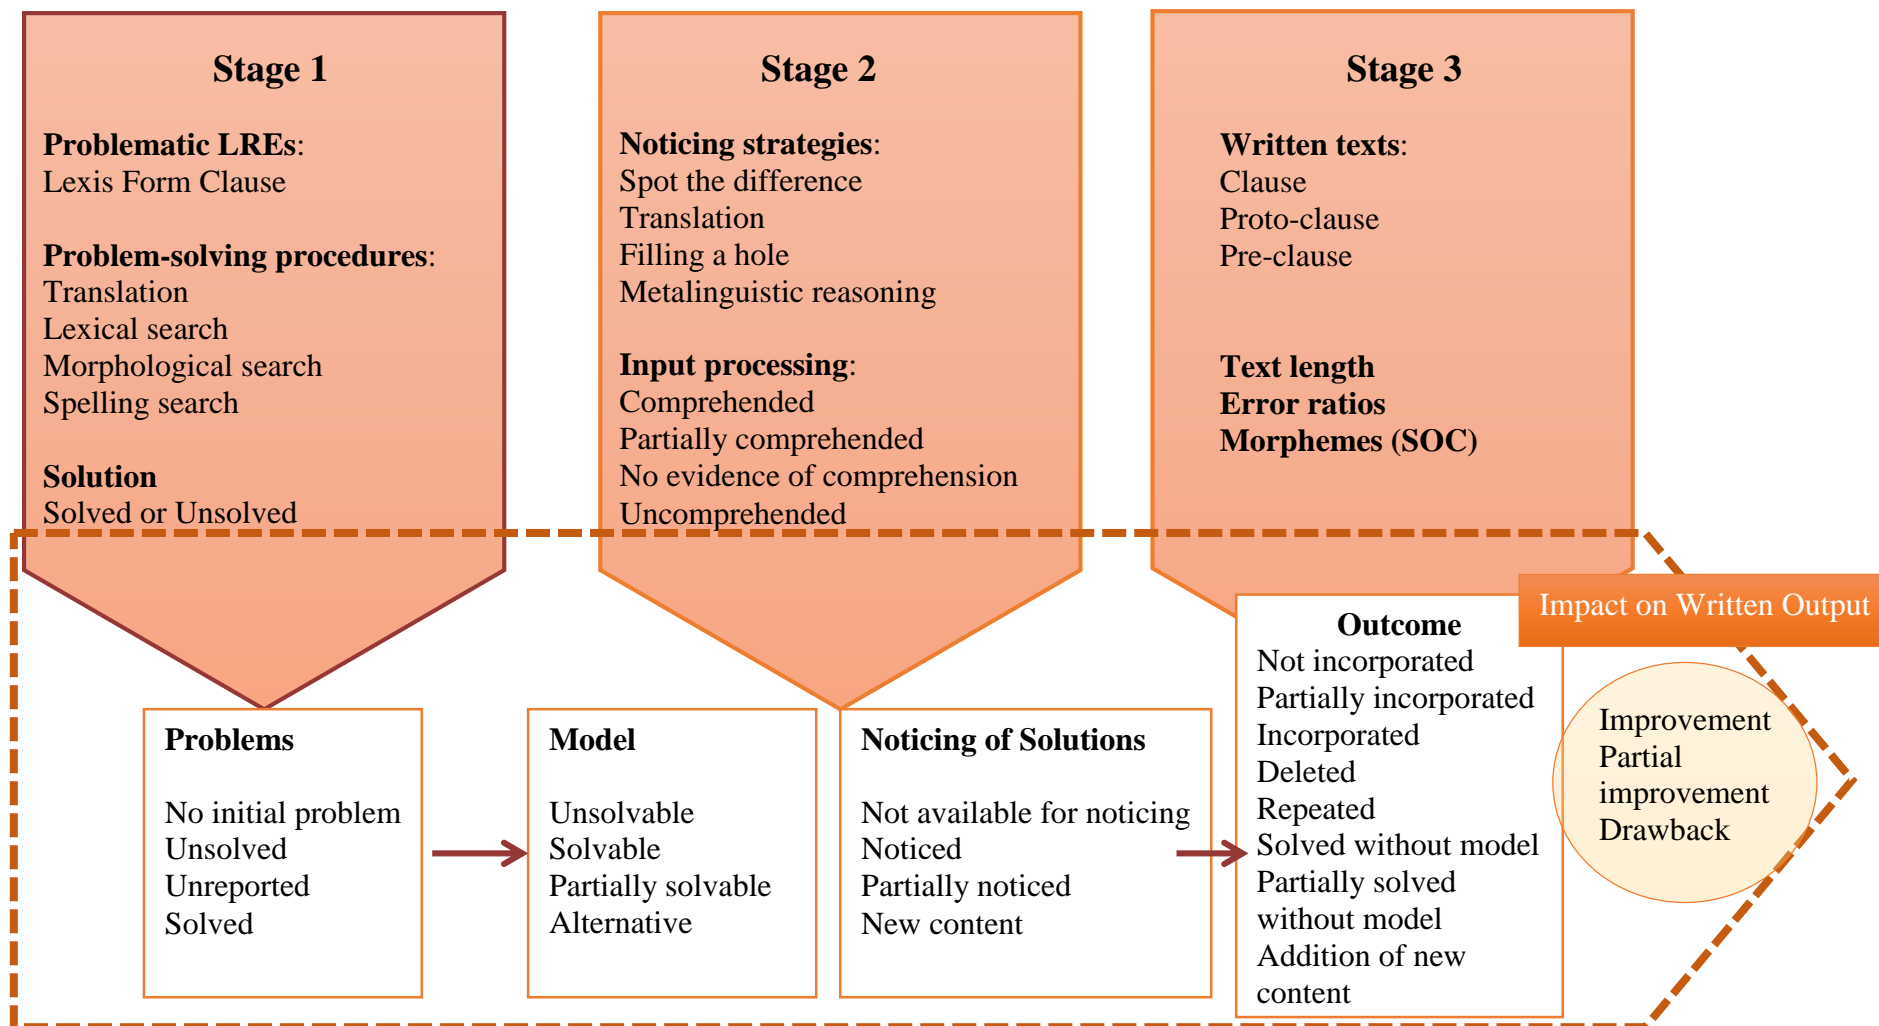 Stage 1
Problematic LREs:
Lexis Form Clause
Problem-solving procedures:
Translation
Lexical search
Morphological search
Spelling search
Solution
Solved or Unsolved
Stage 2
Noticing strategies:
Spot the difference
Translation
Filling a hole
Metalinguistic reasoning
Input processing:
Comprehended
Partially comprehended
No evidence of comprehension
Uncomprehended
Stage 3
Written texts:
Clause
Proto-clause
Pre-clause
Text length
Error ratios
Morphemes (SOC)
Problems
No initial problem
Unsolved
Unreported
Solved
Model
Unsolvable
Solvable
Partially solvable
Alternative
Noticing of Solutions
Not available for noticing
Noticed
Partially noticed
New content
Outcome
Not incorporated
Partially incorporated
Incorporated
Deleted
Repeated
Solved without model
Partially solved
without model
Addition of new
content
Impact on Written Output
Improvement
Partial
improvement
Drawback